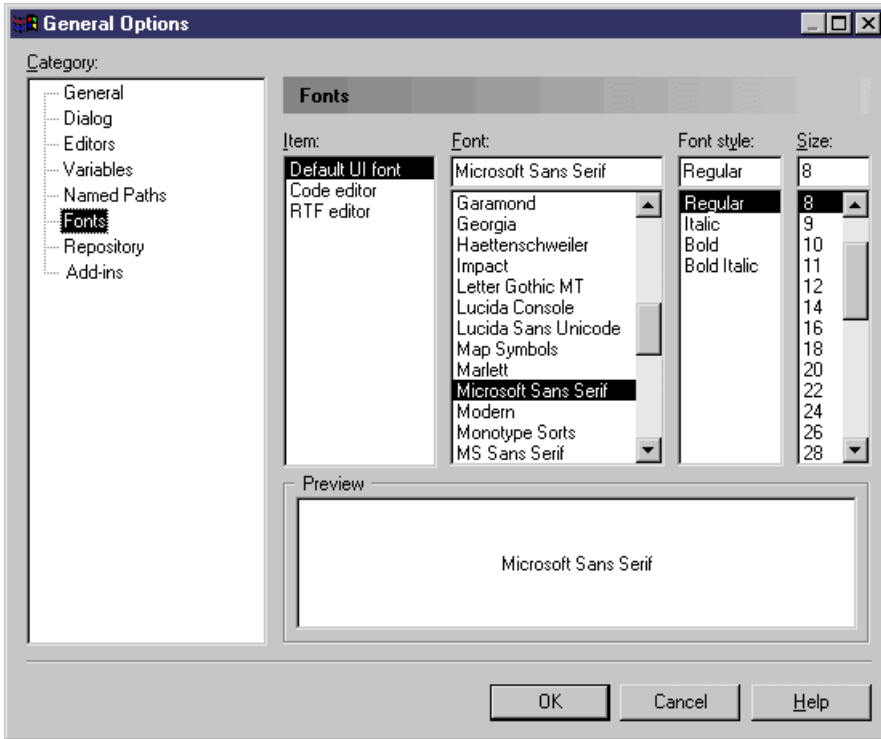 General Options
Category:
General
Dialog
Editors
Variables
Named Paths
Fonts
Repository
Add-ins
Fonts
Item:
Default UI font
Code editor
RTF editor
Font:
Microsoft Sans Serif
Garamond
Georgia
Haettenschweiler
Impact
Letter Gothic MT
Lucida Console
Lucida Sans Unicode
Map Symbols
Marlett
Microsoft Sans Serif
Modern
Monotype Sorts
MS Sans Serif
Font style:
Regular
Regular
Italic
Bold
Bold Italic
Size:
8
8
9
10
11
12
14
16
18
20
22
24
26
28
Preview
Microsoft Sans Serif
OK
Cancel
Help